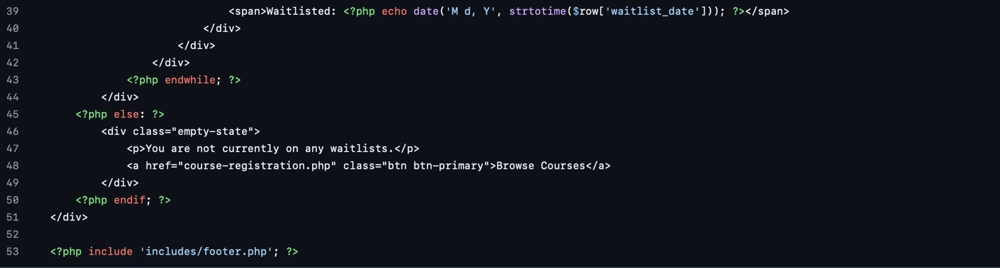 39                                 <span>Waitlisted: <?php echo date('M d, Y', strtotime($row['waitlist_date'])); ?></span>
40                             </div>
41                         </div>
42                     </div>
43                 <?php endwhile; ?>
44             </div>
45         <?php else: ?>
46             <div class="empty-state">
47                 <p>You are not currently on any waitlists.</p>
48                 <a href="course-registration.php" class="btn btn-primary">Browse Courses</a>
49             </div>
50         <?php endif; ?>
51     </div>
52
53     <?php include 'includes/footer.php'; ?>